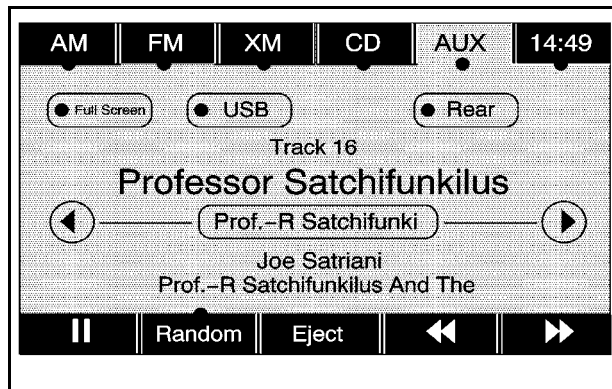 AM FM XM CD AUX 14:49
Full Screen USB Rear
Track 16
Professor Satchifunkilus
Prof.–R Satchifunki
Joe Satriani
Prof.–R Satchifunkilus And The
Random Eject